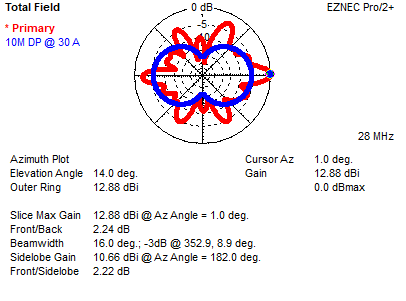 Total Field
EZNEC Pro/2+
* Primary
10M DP @ 30 A
0 dB
-5
28 MHz
Azimuth Plot
Cursor Az 1.0 deg.
Elevation Angle 14.0 deg.
Gain 12.88 dBi
Outer Ring 12.88 dBi
0.0 dBmax
Slice Max Gain 12.88 dBi @ Az Angle = 1.0 deg.
Front/Back 2.24 dB
Beamwidth 16.0 deg.; -3dB @ 352.9, 8.9 deg.
Sidelobe Gain 10.66 dBi @ Az Angle = 182.0 deg.
Front/Sidelobe 2.22 dB